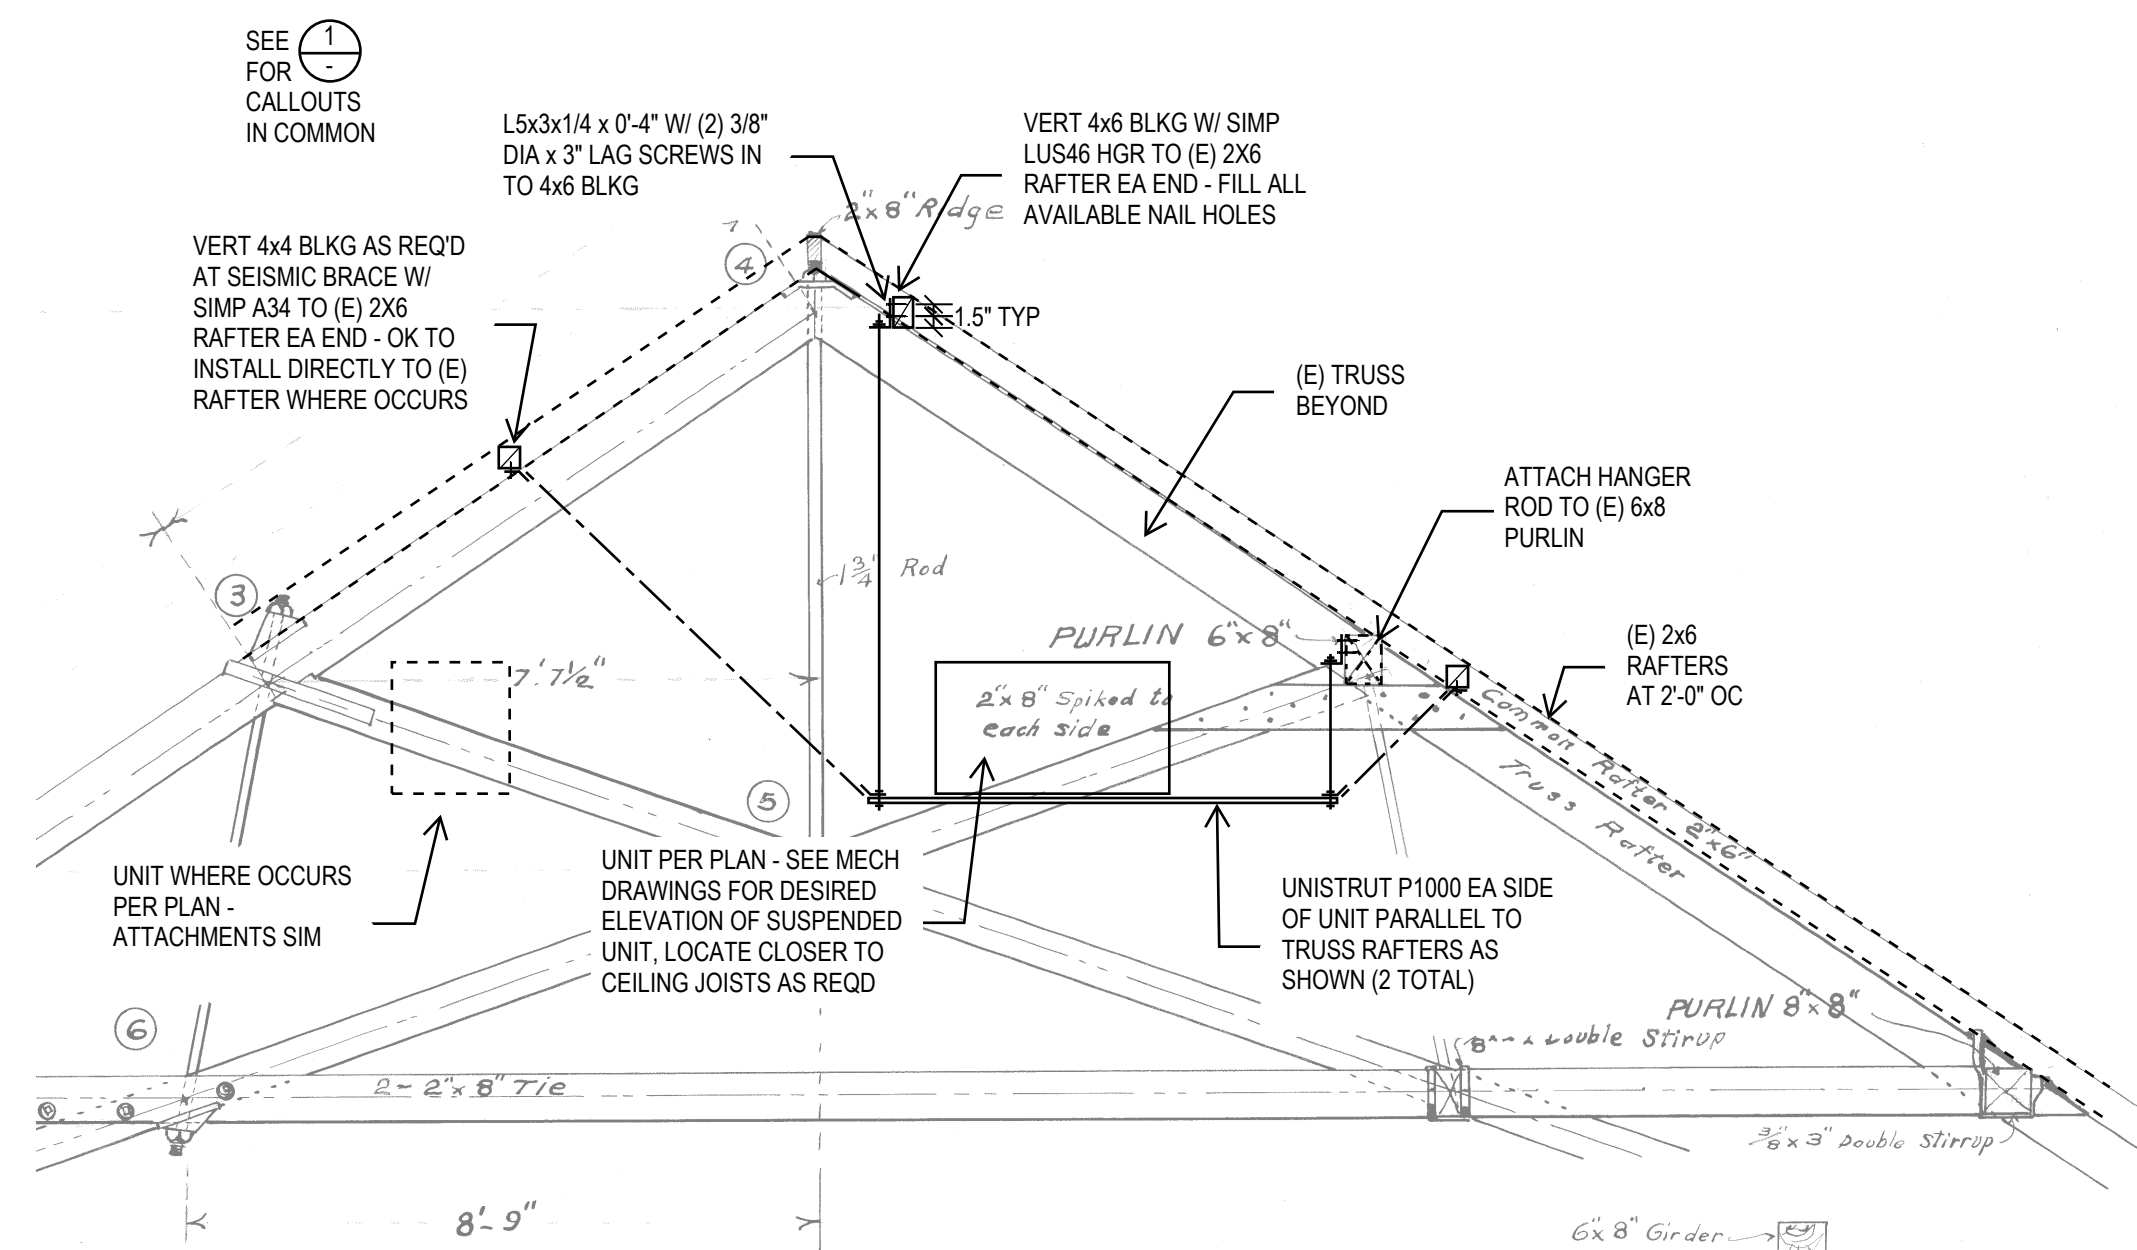 SEE 1
FOR -
CALLOUTS
IN COMMON
L5x3x1/4 x 0'-4" W/ (2) 3/8"
DIA x 3" LAG SCREWS IN
TO 4x6 BLKG
VERT 4x6 BLKG W/ SIMP
LUS46 HGR TO (E) 2X6
RAFTER EA END - FILL ALL
AVAILABLE NAIL HOLES
2"x8" Ridge
VERT 4x4 BLKG AS REQ'D
AT SEISMIC BRACE W/
SIMP A34 TO (E) 2X6
RAFTER EA END - OK TO
INSTALL DIRECTLY TO (E)
RAFTER WHERE OCCURS
4
1.5" TYP
(E) TRUSS
BEYOND
ATTACH HANGER
ROD TO (E) 6x8
PURLIN
3
1 3/4" Rod
PURLIN 6"x8"
(E) 2x6
RAFTERS
AT 2'-0" OC
7'.7 1/2"
2"x8" Spiked to
each side
Common Rafter 2"x6"
Truss Rafter
5
UNIT WHERE OCCURS
PER PLAN -
ATTACHMENTS SIM
UNIT PER PLAN - SEE MECH
DRAWINGS FOR DESIRED
ELEVATION OF SUSPENDED
UNIT, LOCATE CLOSER TO
CEILING JOISTS AS REQD
UNISTRUT P1000 EA SIDE
OF UNIT PARALLEL TO
TRUSS RAFTERS AS
SHOWN (2 TOTAL)
PURLIN 8"x8"
6
Double Stirup
2-2"x8" Tie
3/8"x3" Double Stirrup
8'-9"
6"x8" Girder